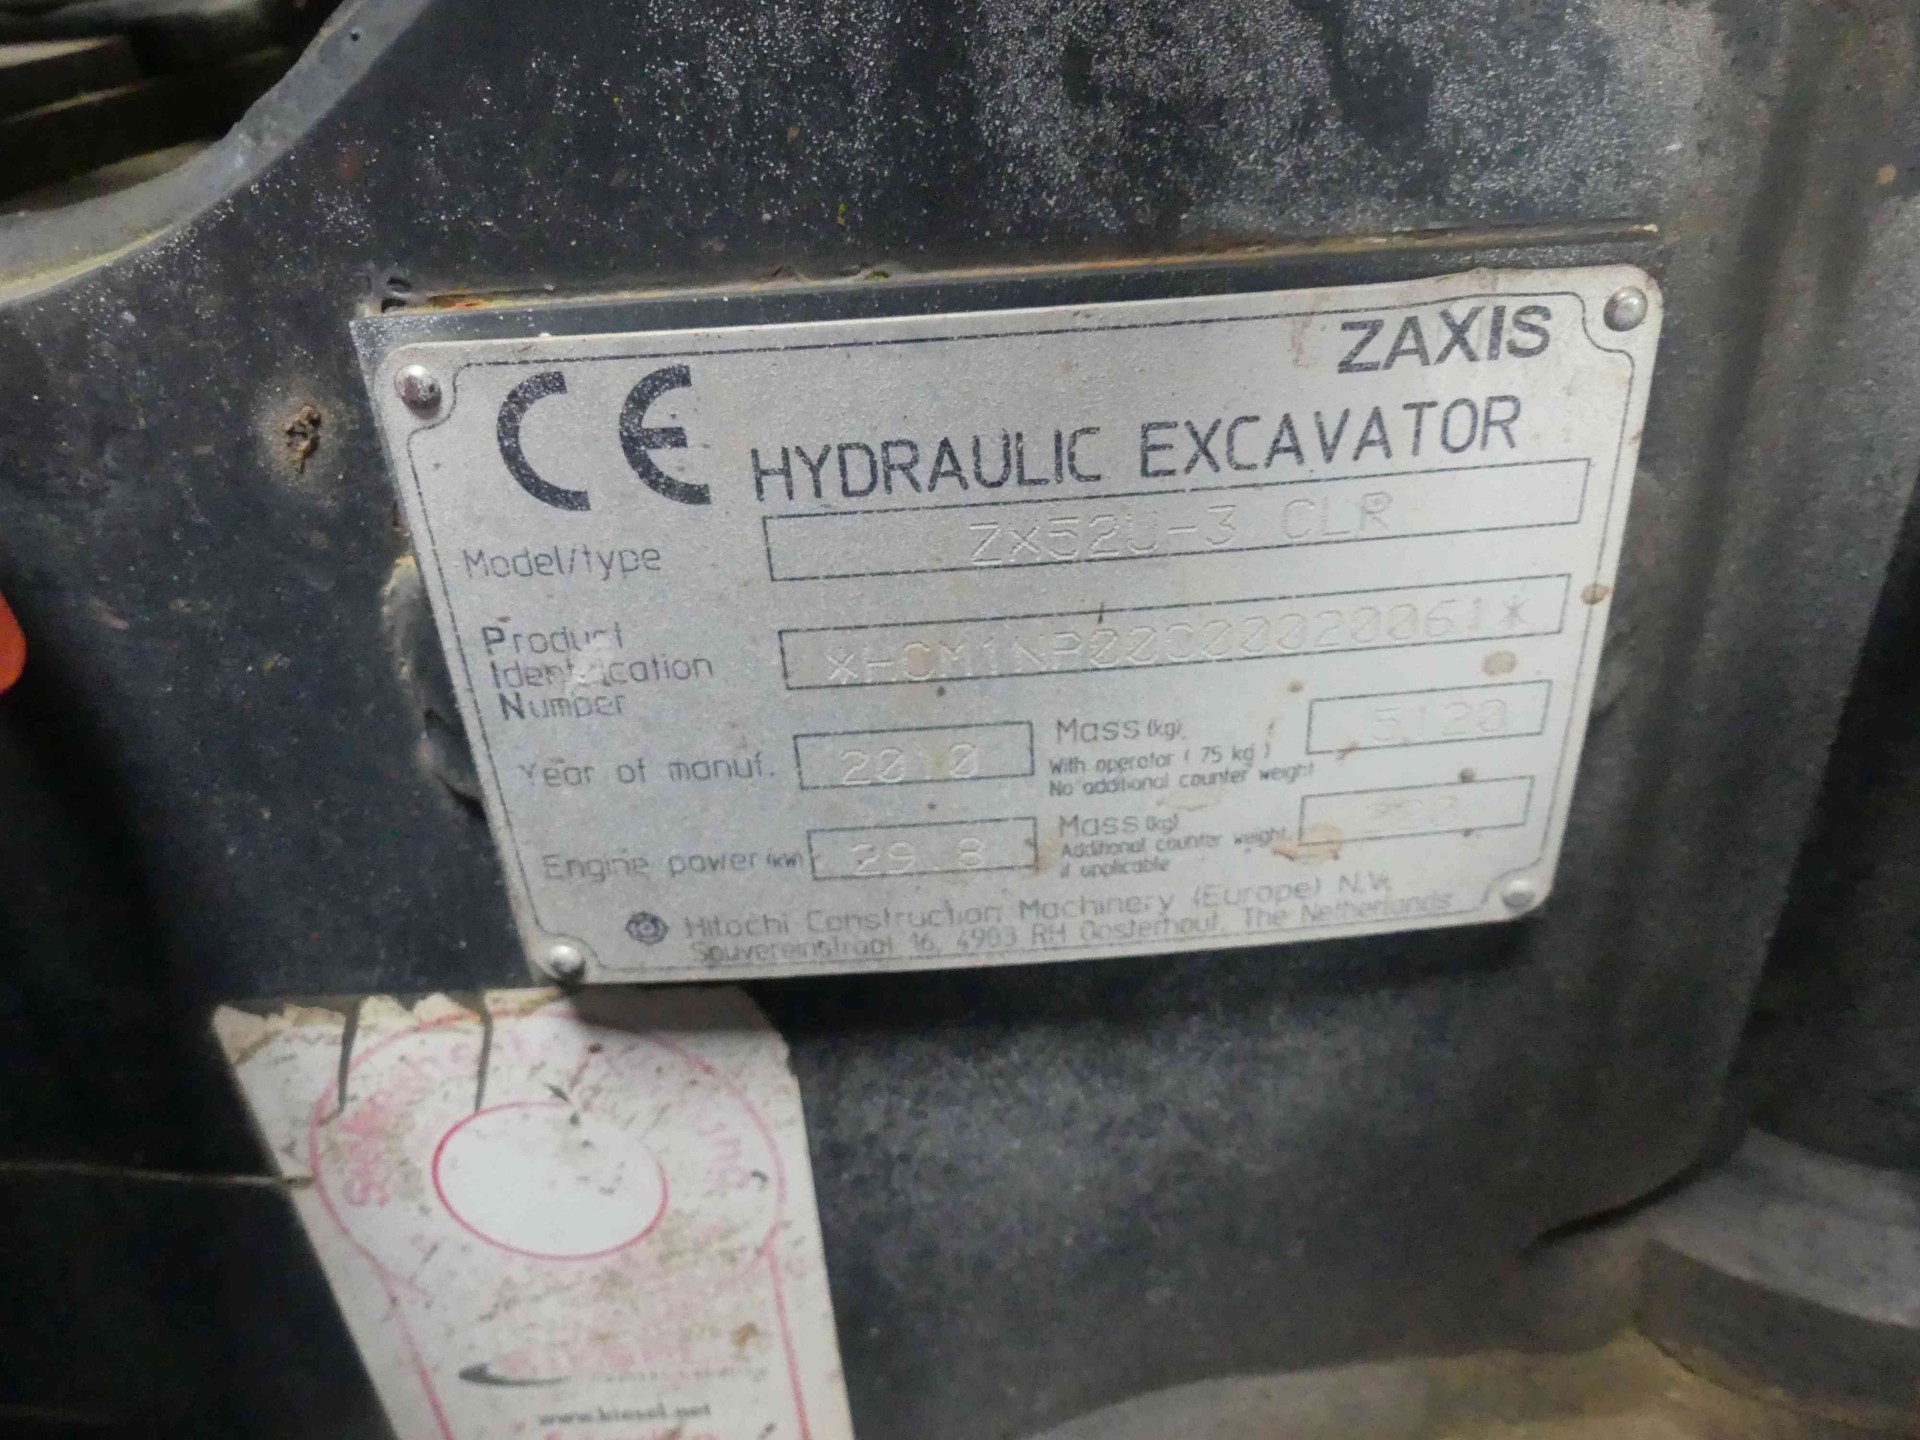 ZAXIS
CE HYDRAULIC EXCAVATOR
Model/type ZX52U-3 CLR
Product
Identification
Number
*HCM1NP00C00020061*
Year of manuf. 2010
Mass (kg) 5120
With operator ( 75 kg )
No additional counter weight
Engine power (kW) 29.8
Mass (kg)
Additional counter weight
if applicable
Hitachi Construction Machinery (Europe) N.V.
Souvereinstraat 16, 4903 RH Oosterhout, The Netherlands
www.kiesel.net